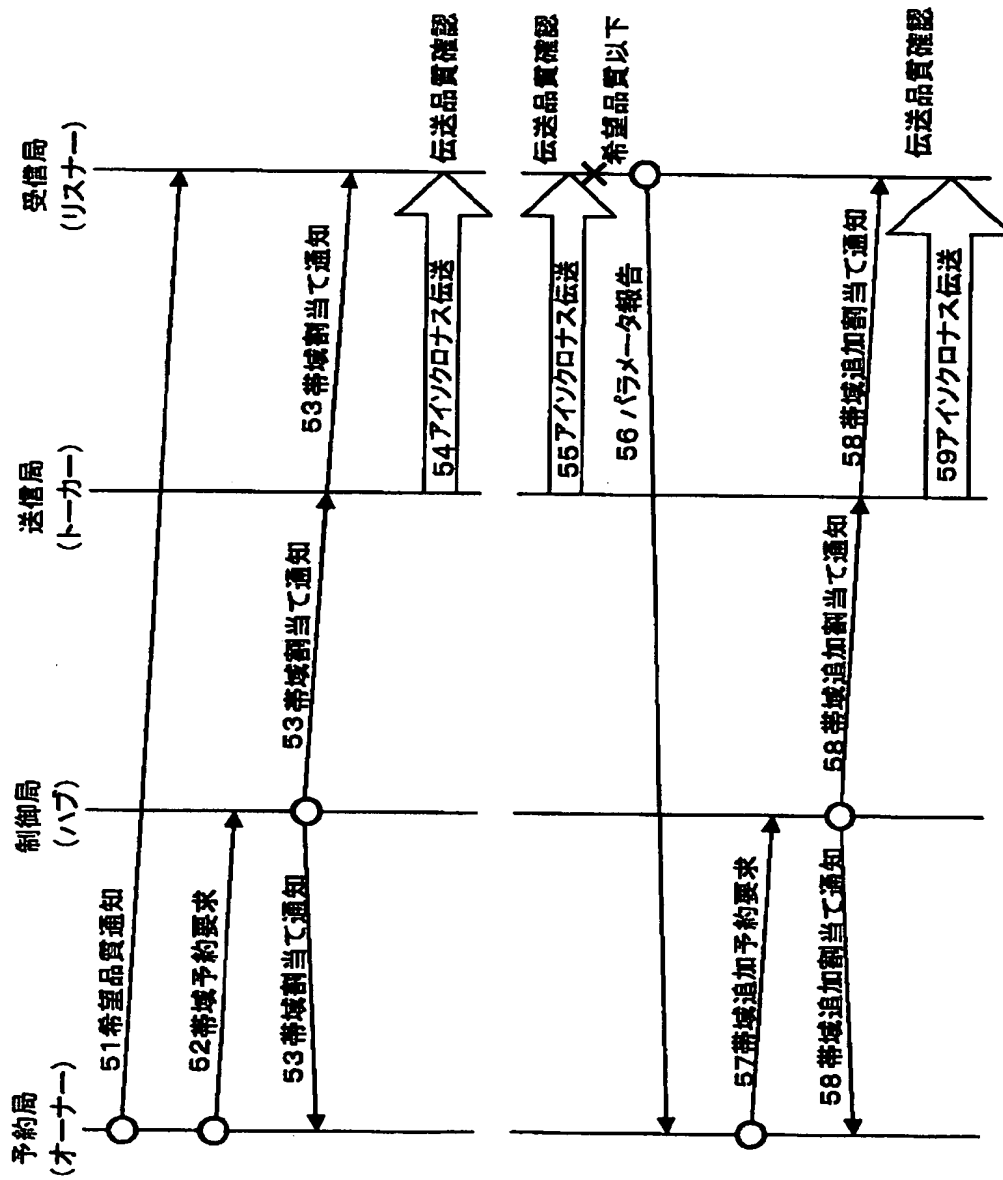 予約局
(オーナー)
制御局
(ハブ)
送信局
(トーカー)
受信局
(リスナー)
51希望品質通知
52帯域予約要求
53帯域割当て通知
53帯域割当て通知
53帯域割当て通知
54アイソクロナス伝送
伝送品質確認
55アイソクロナス伝送
伝送品質確認
希望品質以下
56パラメータ報告
57帯域追加予約要求
58帯域追加割当て通知
58帯域追加割当て通知
58帯域追加割当て通知
59アイソクロナス伝送
伝送品質確認